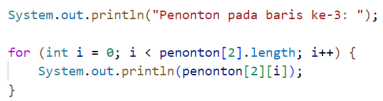 System.out.println("Penonton pada baris ke-3: ");
for (int i = 0; i < penonton[2].length; i++) {
System.out.println(penonton[2][i]);
}